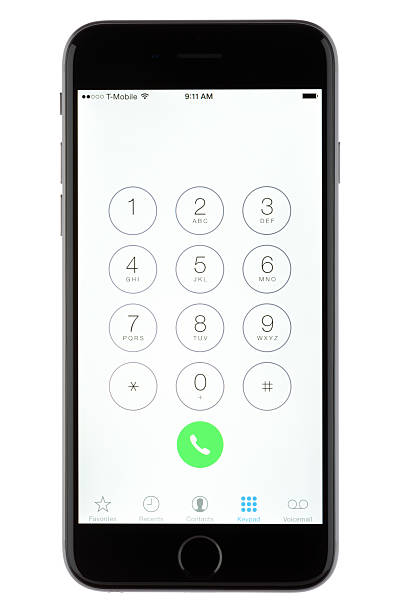 T-Mobile 9:11 AM
1 2 3
ABC DEF
4 5 6
GHI JKL MNO
7 8 9
PQRS TUV WXYZ
* 0 #
+
Favorites Recents Contacts Keypad Voicemail